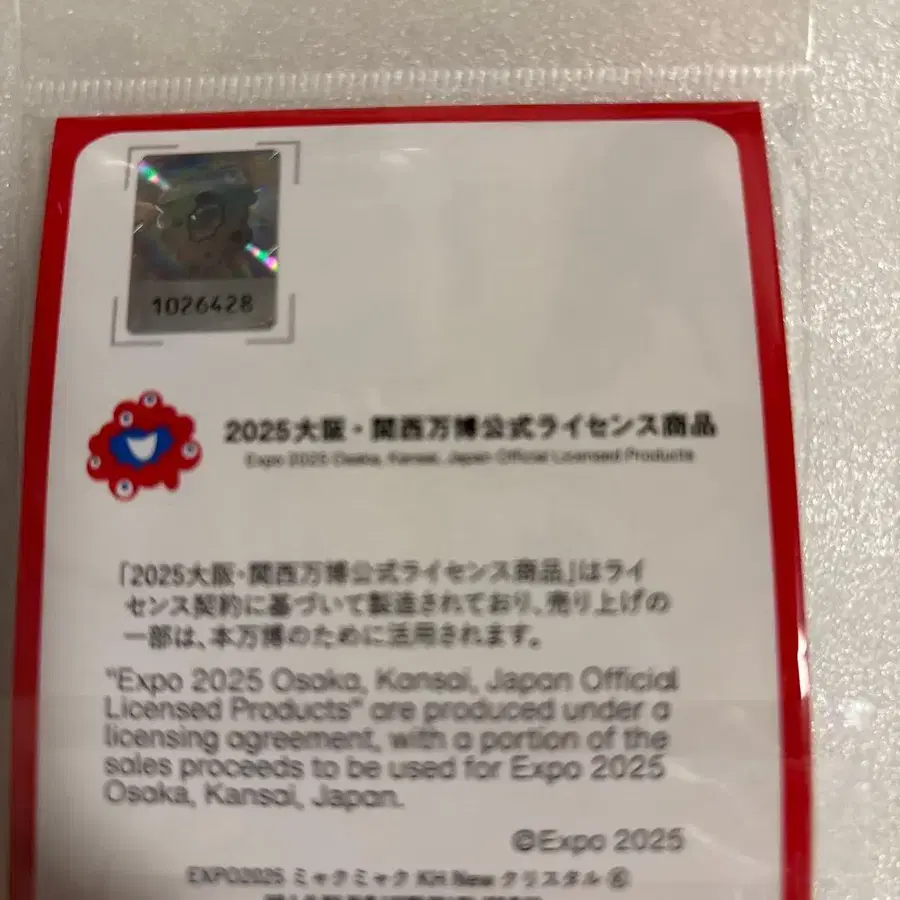 1026428
2025大阪・関西万博公式ライセンス商品
Expo 2025 Osaka, Kansai, Japan Official Licensed Products
「2025大阪・関西万博公式ライセンス商品」はライ
センス契約に基づいて製造されており、売り上げの
一部は、本万博のために活用されます。
"Expo 2025 Osaka, Kansai, Japan Official
Licensed Products" are produced under a
licensing agreement, with a portion of the
sales proceeds to be used for Expo 2025
Osaka, Kansai, Japan.
©Expo 2025
EXPO2025 ミャクミャク KH New クリスタル